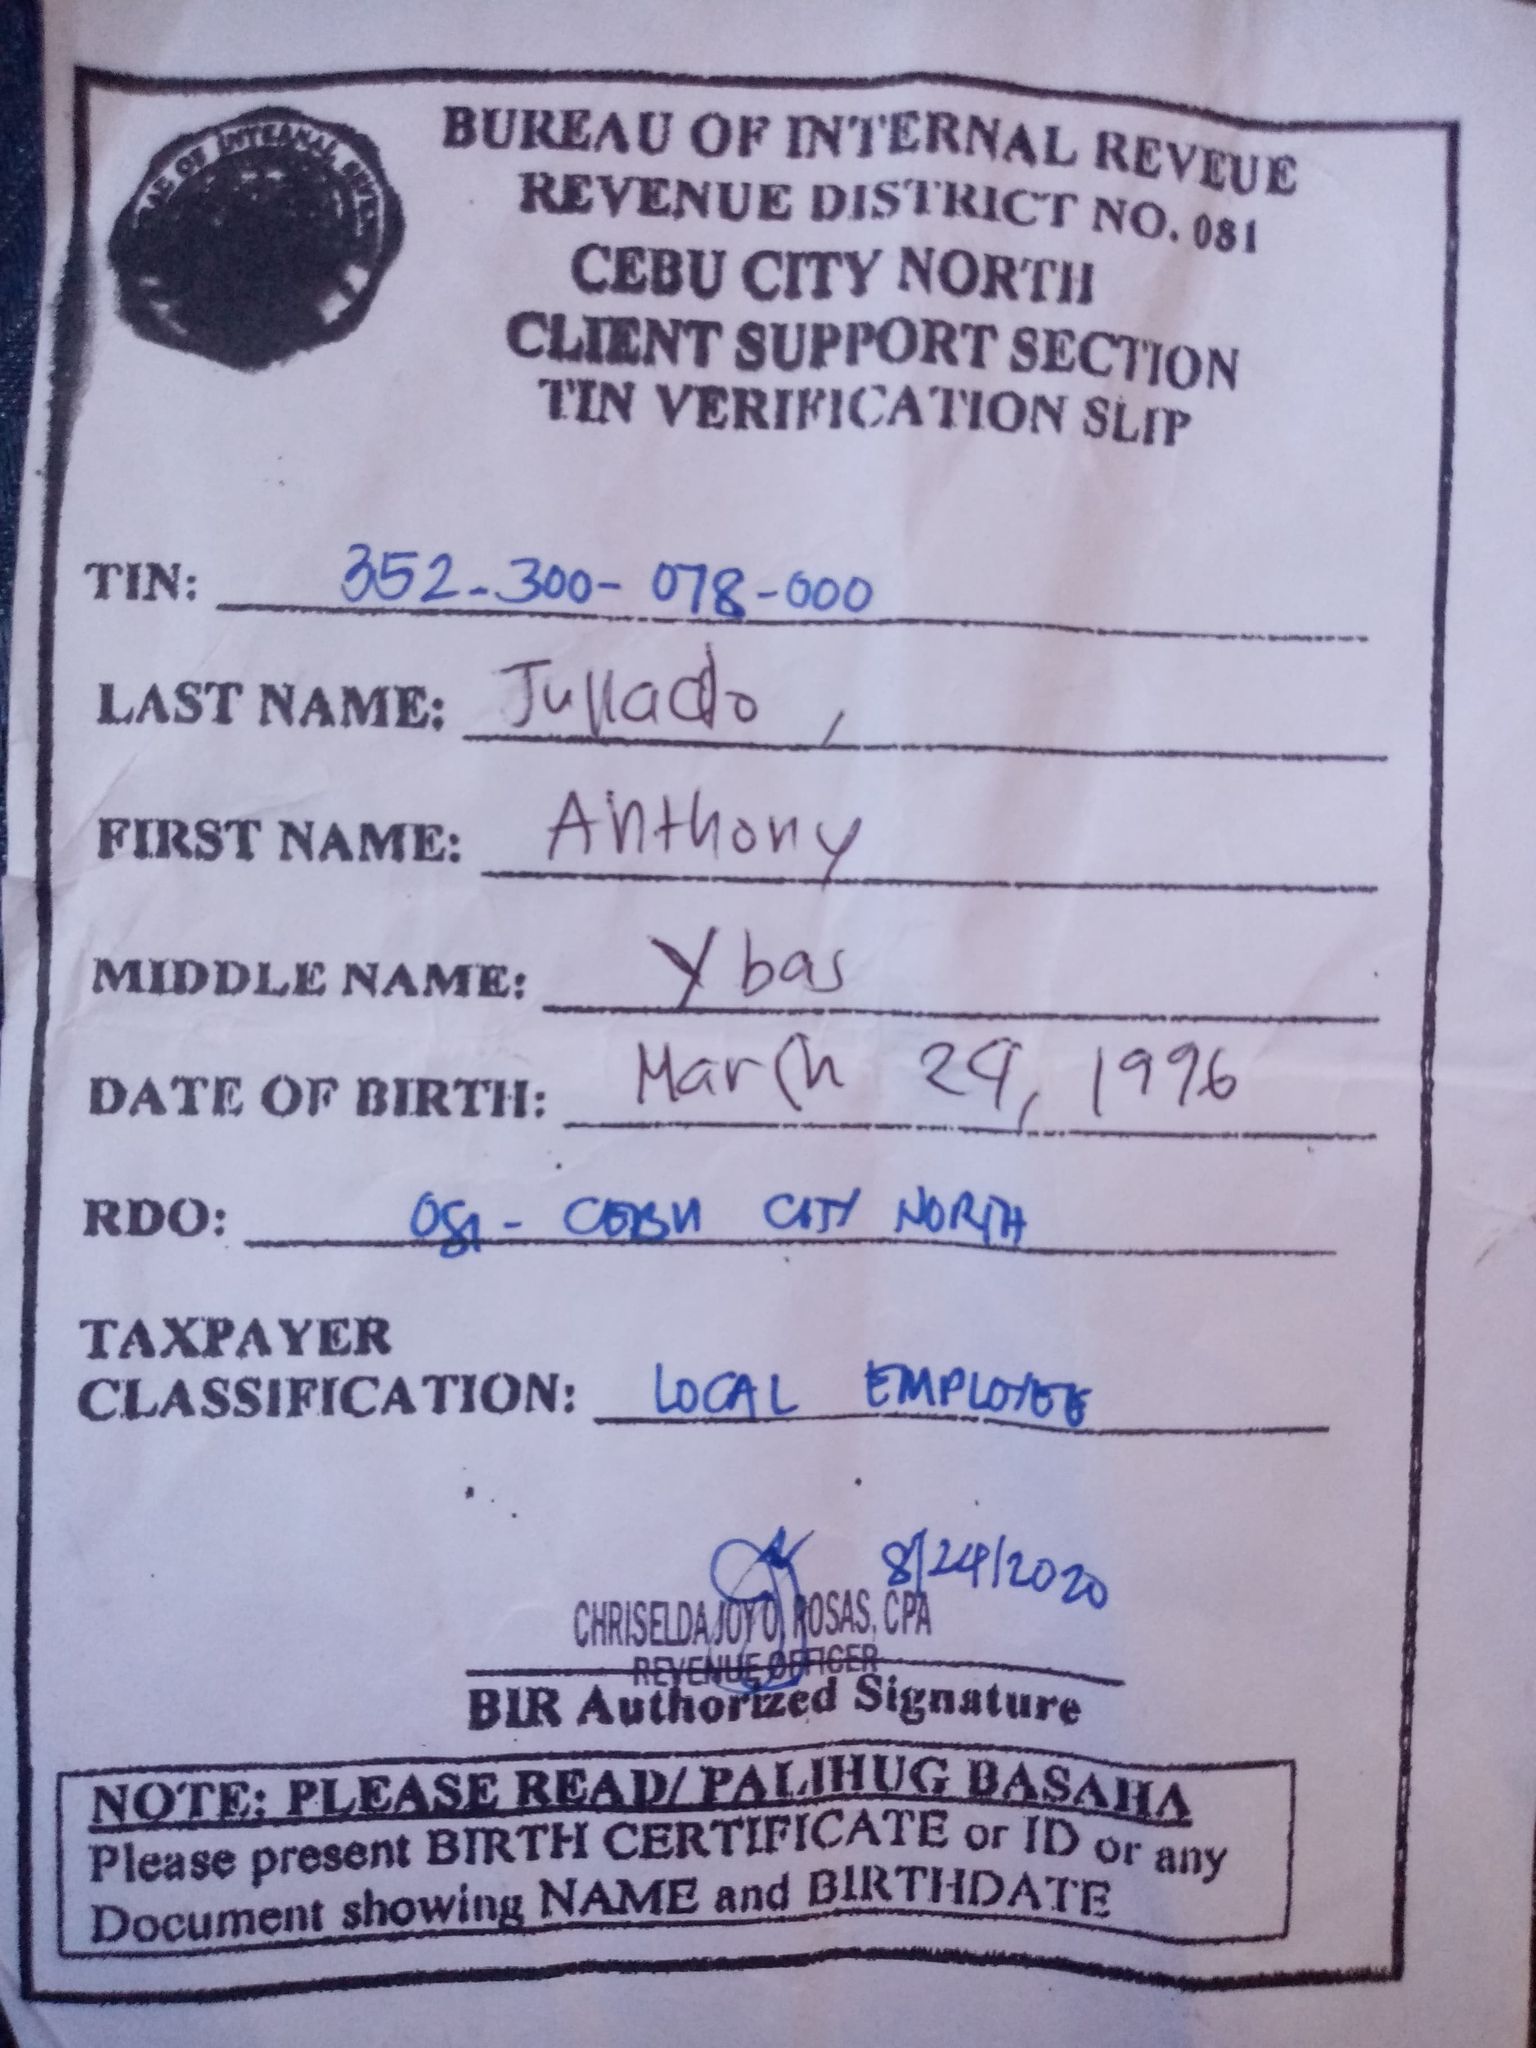 BUREAU OF INTERNAL REVEUE
REVENUE DISTRICT NO. 081
CEBU CITY NORTH
CLIENT SUPPORT SECTION
TIN VERIFICATION SLIP
TIN: 352-300-078-000
LAST NAME: Jullado,
FIRST NAME: Anthony
MIDDLE NAME: Ybas
DATE OF BIRTH: March 29, 1996
RDO: 081- CEBU CITY NORTH
TAXPAYER
CLASSIFICATION: LOCAL EMPLOYEE
8/24/2020
CHRISELDA JOY O. ROSAS, CPA
REVENUE OFFICER
BIR Authorized Signature
NOTE: PLEASE READ/ PALIHUG BASAHA
Please present BIRTH CERTIFICATE or ID or any
Document showing NAME and BIRTHDATE